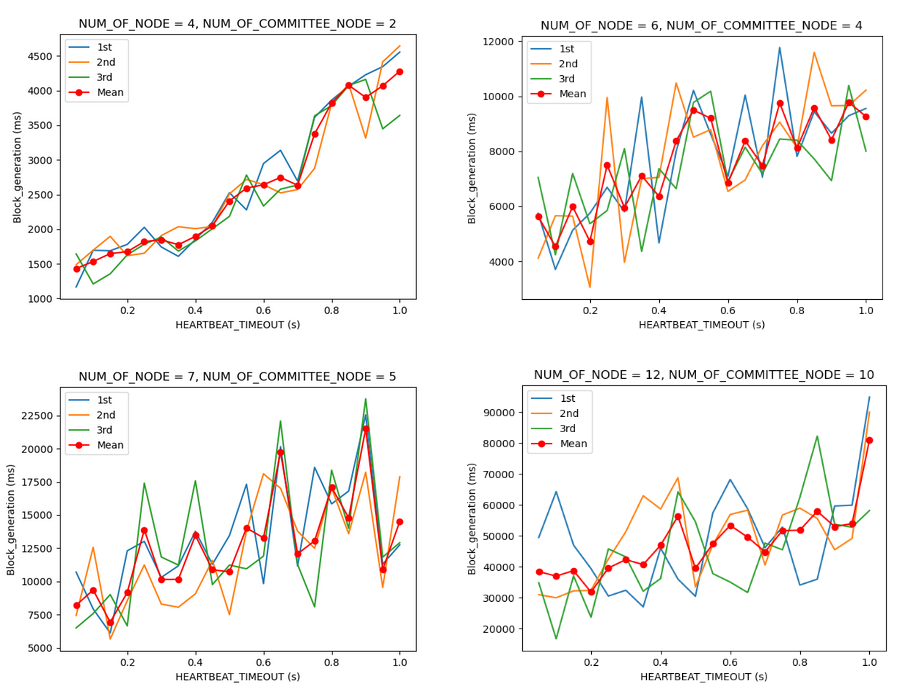 NUM_OF_NODE = 4, NUM_OF_COMMITTEE_NODE = 2
1st
2nd
3rd
Mean
Block_generation (ms)
4500
4000
3500
3000
2500
2000
1500
1000
0.2 0.4 0.6 0.8 1.0
HEARTBEAT_TIMEOUT (s)
NUM_OF_NODE = 6, NUM_OF_COMMITTEE_NODE = 4
1st
2nd
3rd
Mean
Block_generation (ms)
12000
10000
8000
6000
4000
0.2 0.4 0.6 0.8 1.0
HEARTBEAT_TIMEOUT (s)
NUM_OF_NODE = 7, NUM_OF_COMMITTEE_NODE = 5
1st
2nd
3rd
Mean
Block_generation (ms)
22500
20000
17500
15000
12500
10000
7500
5000
0.2 0.4 0.6 0.8 1.0
HEARTBEAT_TIMEOUT (s)
NUM_OF_NODE = 12, NUM_OF_COMMITTEE_NODE = 10
1st
2nd
3rd
Mean
Block_generation (ms)
90000
80000
70000
60000
50000
40000
30000
20000
0.2 0.4 0.6 0.8 1.0
HEARTBEAT_TIMEOUT (s)